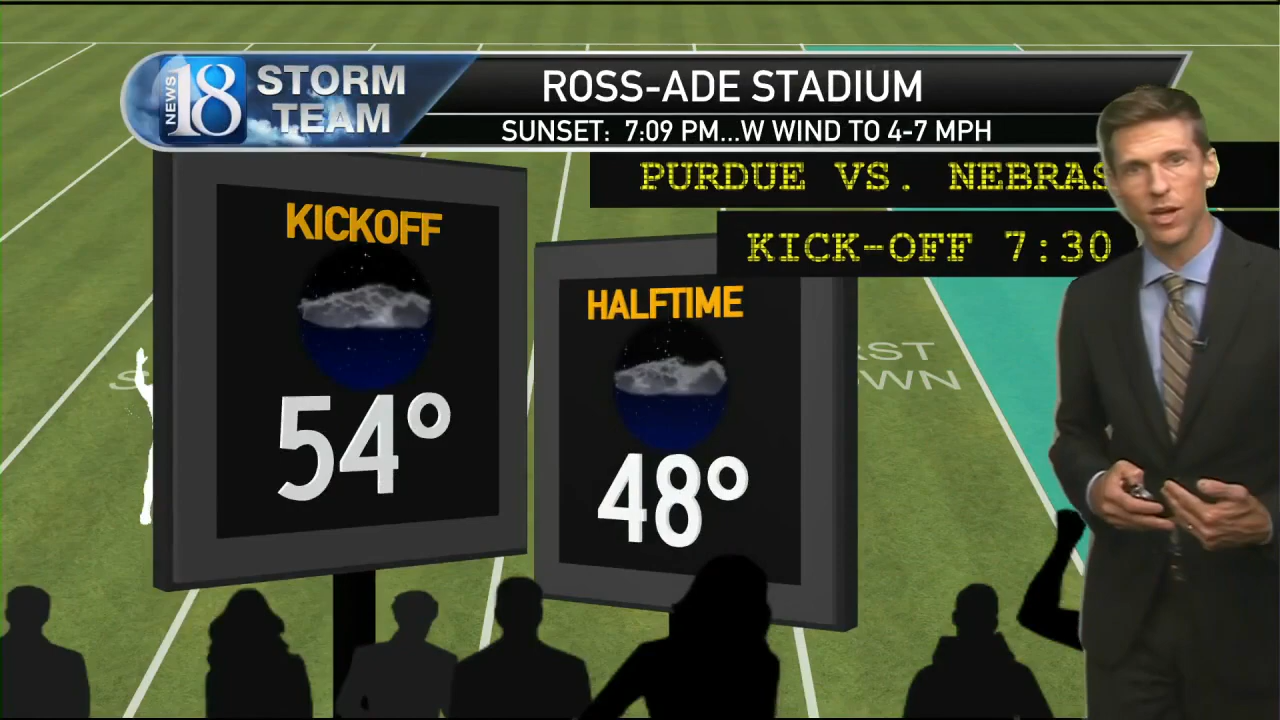 NEWS 18 STORM TEAM
ROSS-ADE STADIUM
SUNSET: 7:09 PM...W WIND TO 4-7 MPH
PURDUE VS. NEBRAS
KICK-OFF 7:30
KICKOFF
54°
HALFTIME
48°